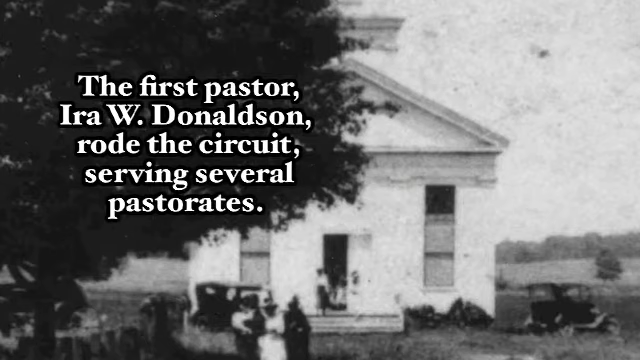 The first pastor,
Ira W. Donaldson,
rode the circuit,
serving several
pastorates.